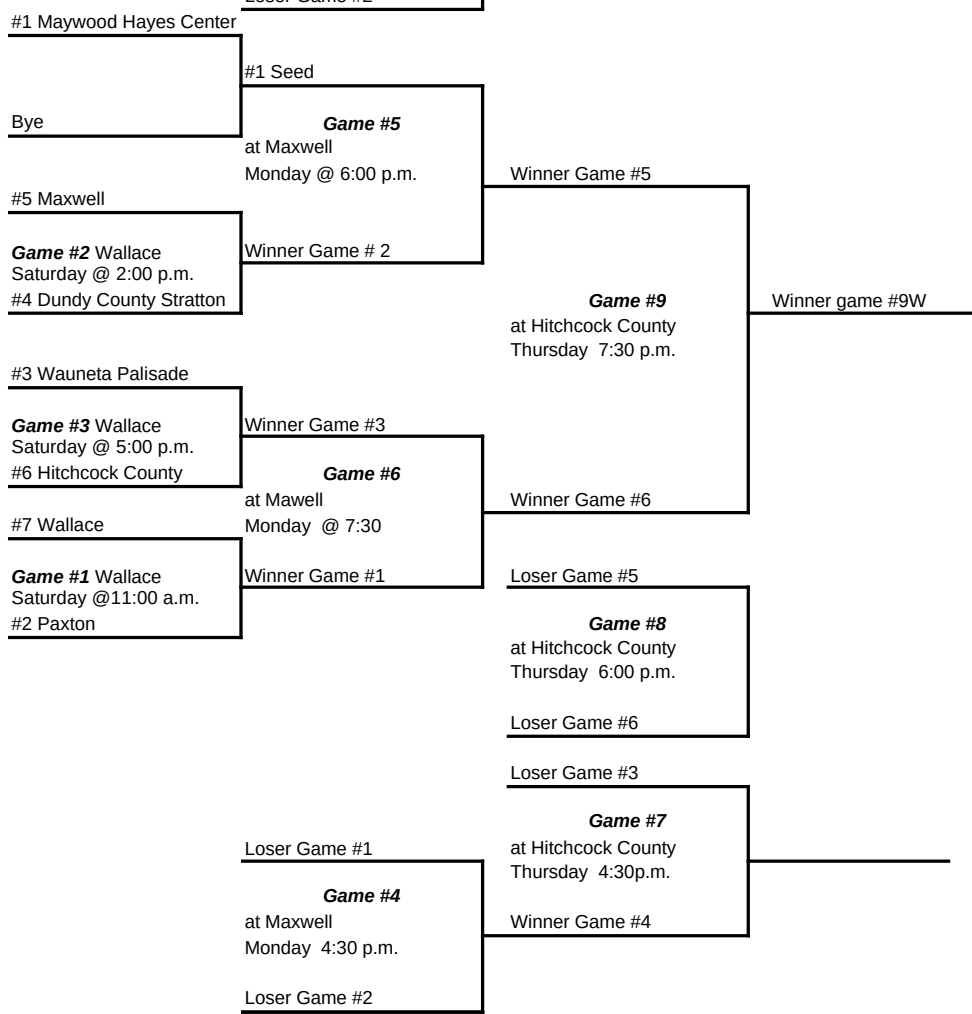 #1 Maywood Hayes Center
#1 Seed
Bye
Game #5
at Maxwell
Monday @ 6:00 p.m.
Winner Game #5
#5 Maxwell
Game #2 Wallace
Winner Game # 2
Saturday @ 2:00 p.m.
#4 Dundy County Stratton
Game #9
Winner game #9W
at Hitchcock County
Thursday 7:30 p.m.
#3 Wauneta Palisade
Game #3 Wallace
Winner Game #3
Saturday @ 5:00 p.m.
#6 Hitchcock County
Game #6
at Mawell
Winner Game #6
#7 Wallace
Monday @ 7:30
Game #1 Wallace
Winner Game #1
Loser Game #5
Saturday @11:00 a.m.
#2 Paxton
Game #8
at Hitchcock County
Thursday 6:00 p.m.
Loser Game #6
Loser Game #3
Game #7
Loser Game #1
at Hitchcock County
Thursday 4:30p.m.
Game #4
at Maxwell
Winner Game #4
Monday 4:30 p.m.
Loser Game #2